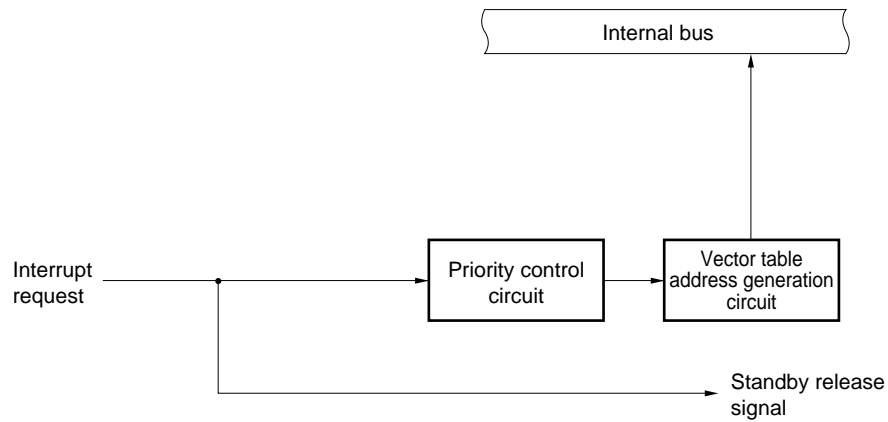 Internal bus
Interrupt
request
Priority control
circuit
Vector table
address generation
circuit
Standby release
signal